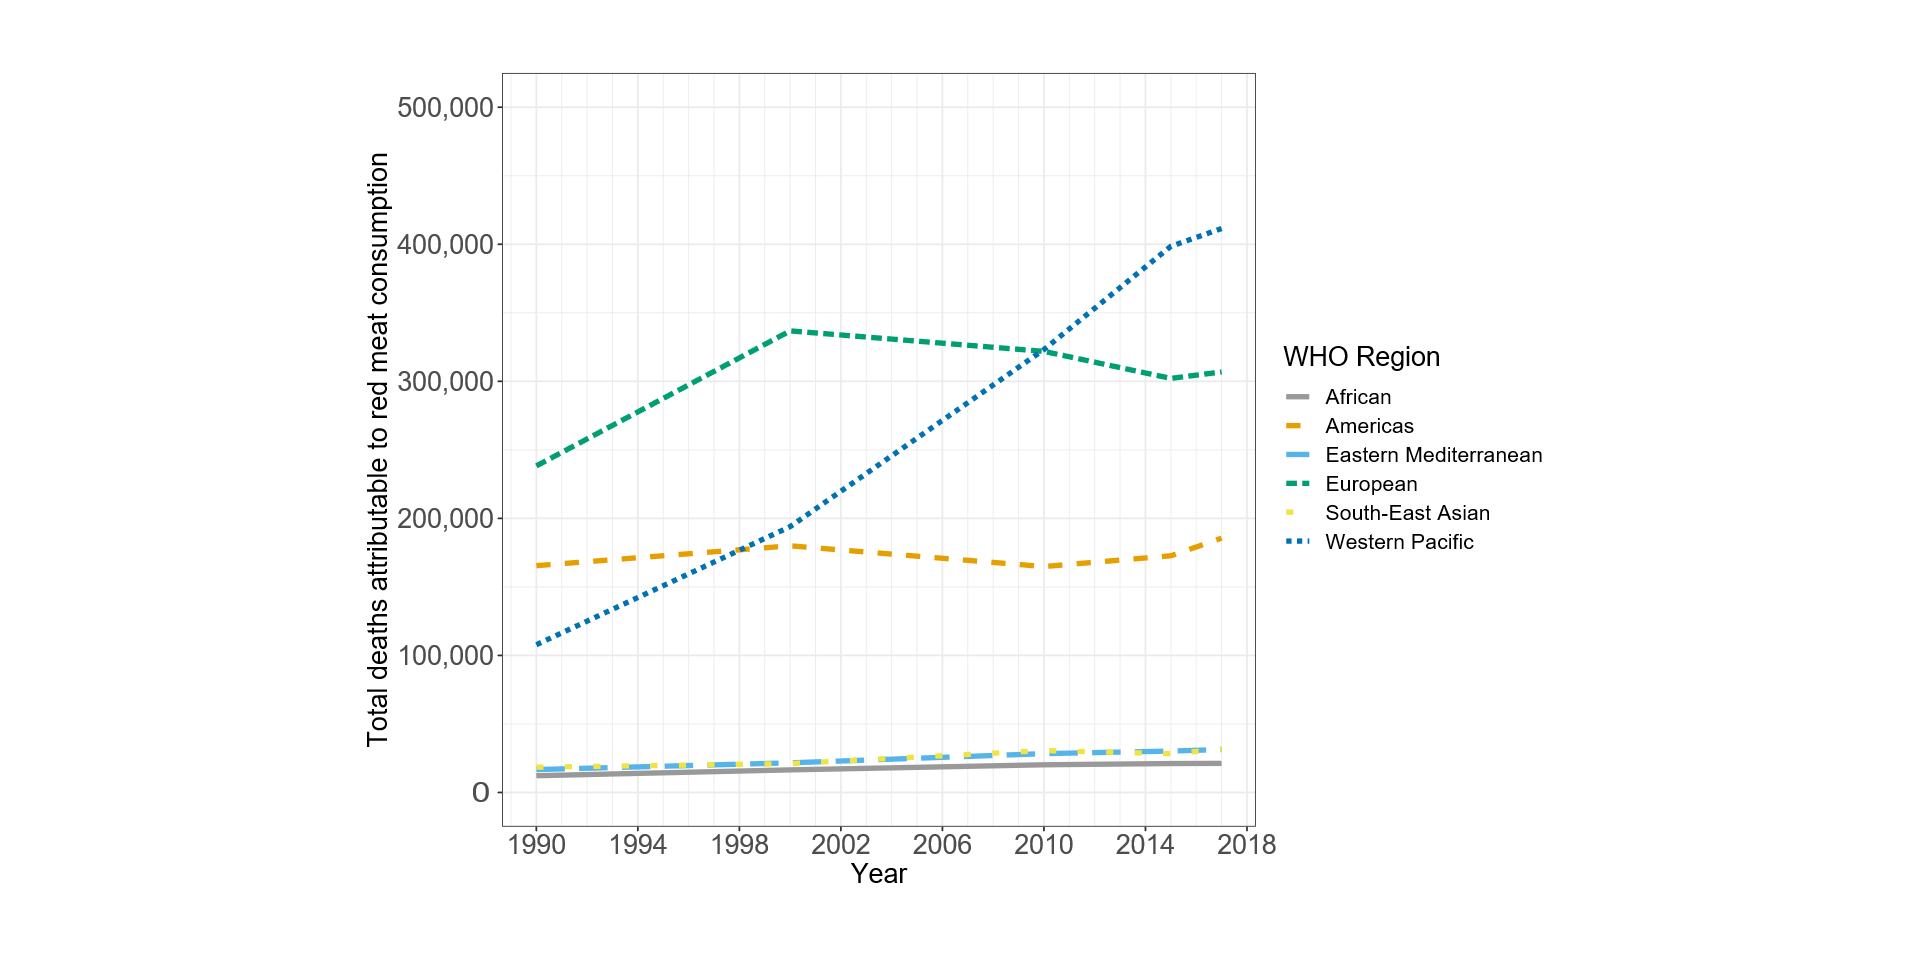 500,000
400,000
300,000
200,000
100,000
0
Total deaths attributable to red meat consumption
1990 1994 1998 2002 2006 2010 2014 2018
Year
WHO Region
African
Americas
Eastern Mediterranean
European
South-East Asian
Western Pacific